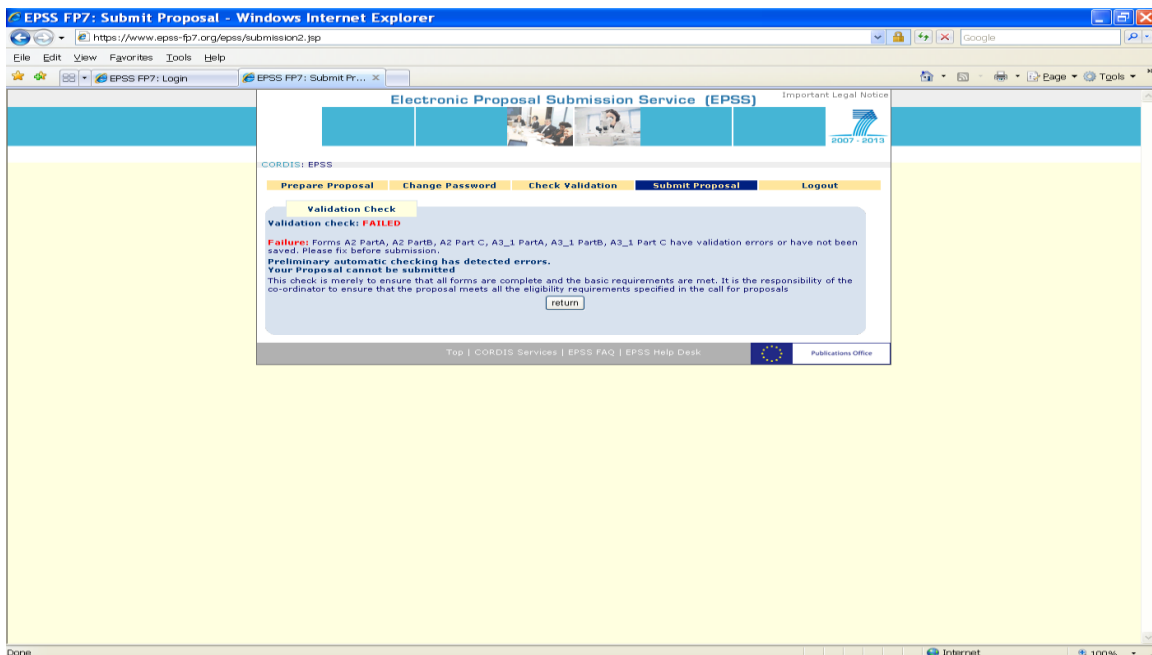 EPSS FP7: Submit Proposal - Windows Internet Explorer
https://www.epss-fp7.org/epss/submission2.jsp
Google
File Edit View Favorites Tools Help
EPSS FP7: Login
EPSS FP7: Submit Pr...
Page Tools
Electronic Proposal Submission Service (EPSS)
Important Legal Notice
2007 - 2013
CORDIS: EPSS
Prepare Proposal Change Password Check Validation Submit Proposal Logout
Validation Check
Validation check: FAILED
Failure: Forms A2 PartA, A2 PartB, A2 Part C, A3_1 PartA, A3_1 PartB, A3_1 Part C have validation errors or have not been
saved. Please fix before submission.
Preliminary automatic checking has detected errors.
Your Proposal cannot be submitted
This check is merely to ensure that all forms are complete and the basic requirements are met. It is the responsibility of the
co-ordinator to ensure that the proposal meets all the eligibility requirements specified in the call for proposals
return
Top | CORDIS Services | EPSS FAQ | EPSS Help Desk
Publications Office
Done
Internet
100%